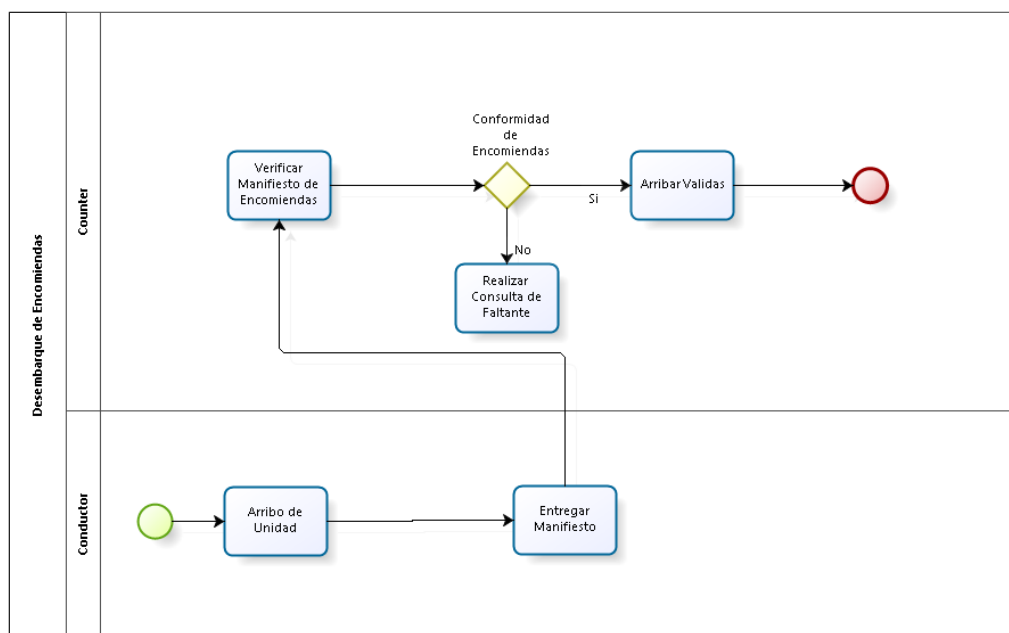 Desembarque de Encomiendas
Counter
Conformidad
de
Encomiendas
Verificar
Manifiesto de
Encomiendas
Si
Arribar Validas
No
Realizar
Consulta de
Faltante
Conductor
Arribo de
Unidad
Entregar
Manifiesto